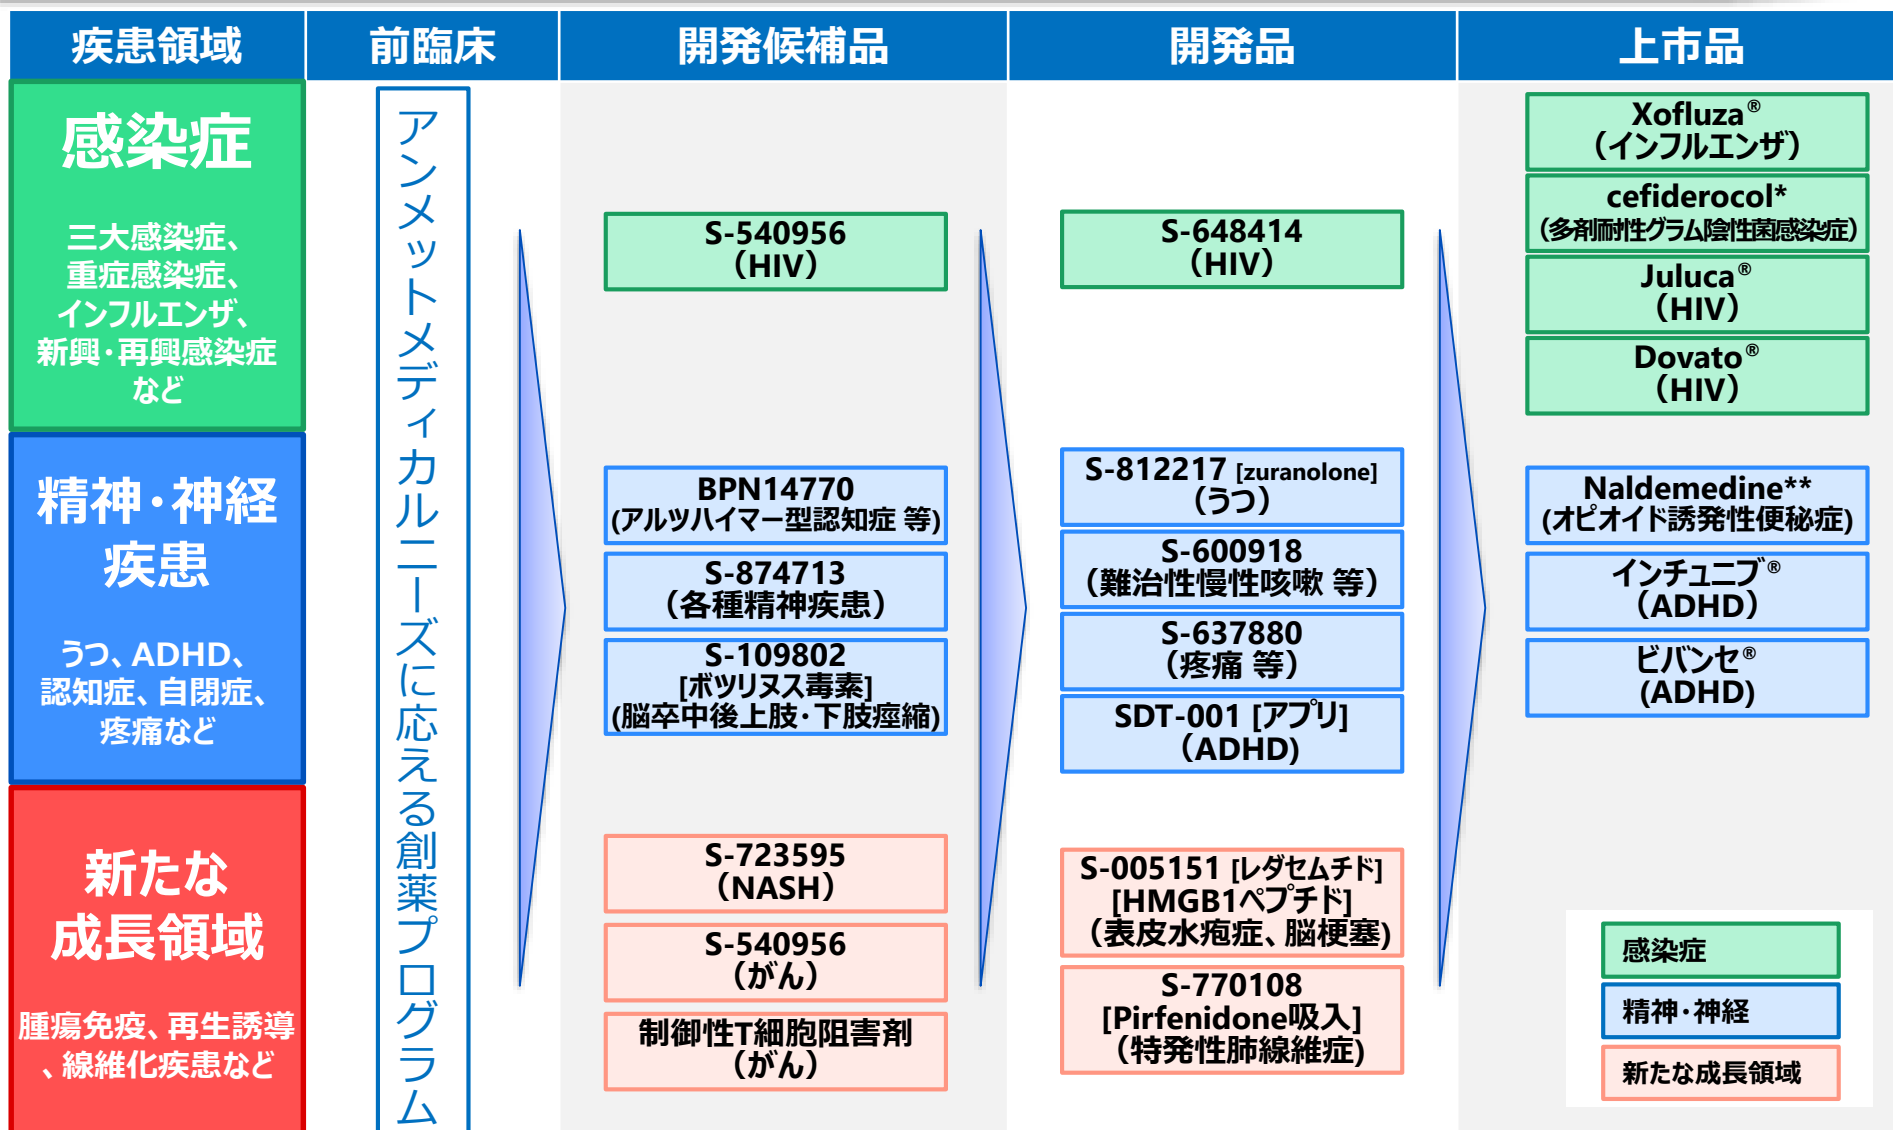 疾患領域
前臨床
開発候補品
開発品
上市品
感染症
三大感染症、
重症感染症、
インフルエンザ、
新興・再興感染症
など
精神・神経
疾患
うつ、ADHD、
認知症、自閉症、
疼痛など
新たな
成長領域
腫瘍免疫、再生誘導
、線維化疾患など
アンメットメディカルニーズに応える創薬プログラム
S-540956
（HIV）
BPN14770
(アルツハイマー型認知症 等)
S-874713
（各種精神疾患）
S-109802
[ボツリヌス毒素]
(脳卒中後上肢・下肢痙縮)
S-723595
（NASH）
S-540956
（がん）
制御性T細胞阻害剤
（がん）
S-648414
（HIV）
S-812217 [zuranolone]
（うつ）
S-600918
（難治性慢性咳嗽 等）
S-637880
（疼痛 等）
SDT-001 [アプリ]
（ADHD)
S-005151 [レダセムチド]
[HMGB1ペプチド]
（表皮水疱症、脳梗塞)
S-770108
[Pirfenidone吸入]
（特発性肺線維症)
Xofluza®
（インフルエンザ）
cefiderocol*
（多剤耐性グラム陰性菌感染症）
Juluca®
（HIV）
Dovato®
（HIV）
Naldemedine**
(オピオイド誘発性便秘症)
インチュニブ®
（ADHD）
ビバンセ®
(ADHD)
感染症
精神・神経
新たな成長領域